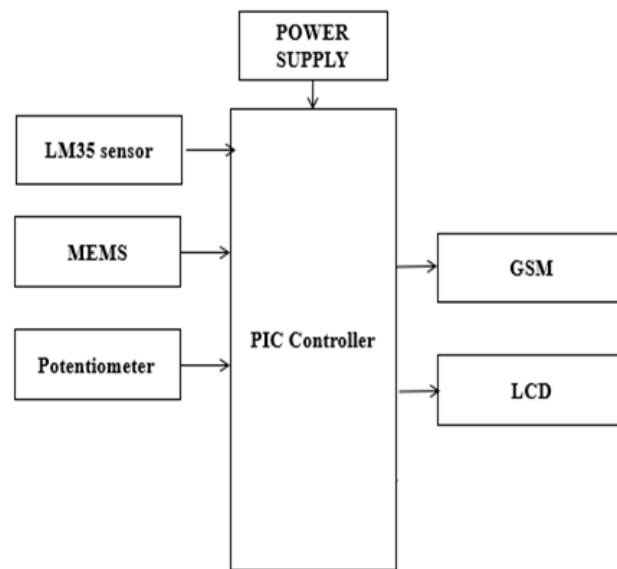 POWER
SUPPLY
LM35 sensor
MEMS
Potentiometer
PIC Controller
GSM
LCD